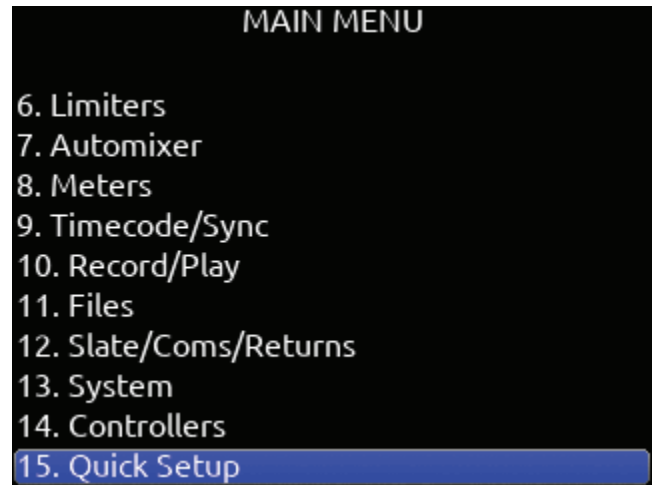 MAIN MENU
6. Limiters
7. Automixer
8. Meters
9. Timecode/Sync
10. Record/Play
11. Files
12. Slate/Coms/Returns
13. System
14. Controllers
15. Quick Setup